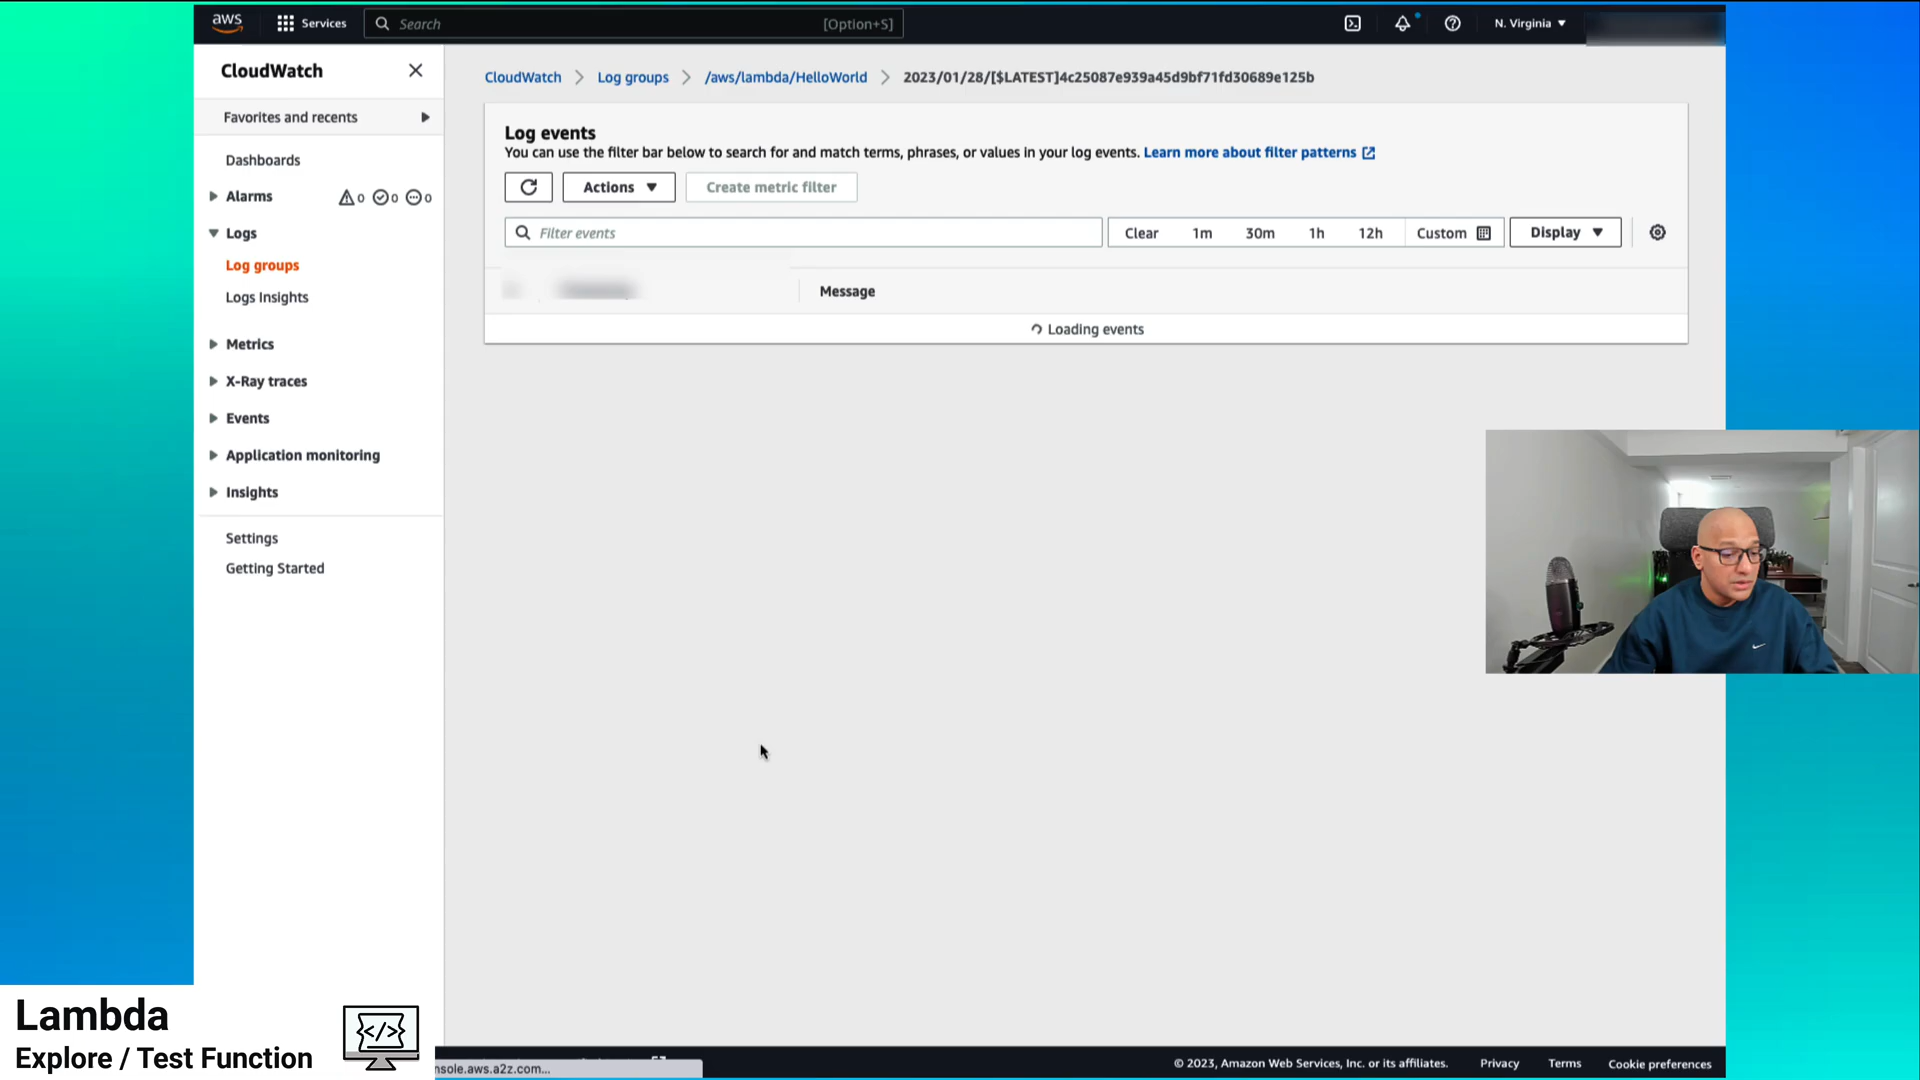 aws
Services
Search
[Option+S]
N. Virginia
CloudWatch
Favorites and recents
Dashboards
Alarms
0
0
0
Logs
Log groups
Logs Insights
Metrics
X-Ray traces
Events
Application monitoring
Insights
Settings
Getting Started
CloudWatch
Log groups
/aws/lambda/HelloWorld
2023/01/28/[$LATEST]4c25087e939a45d9bf71fd30689e125b
Log events
You can use the filter bar below to search for and match terms, phrases, or values in your log events. Learn more about filter patterns
Actions
Create metric filter
Filter events
Clear
1m
30m
1h
12h
Custom
Display
Message
Loading events
Lambda
Explore / Test Function
</>
nsole.aws.a2z.com...
© 2023, Amazon Web Services, Inc. or its affiliates.
Privacy
Terms
Cookie preferences